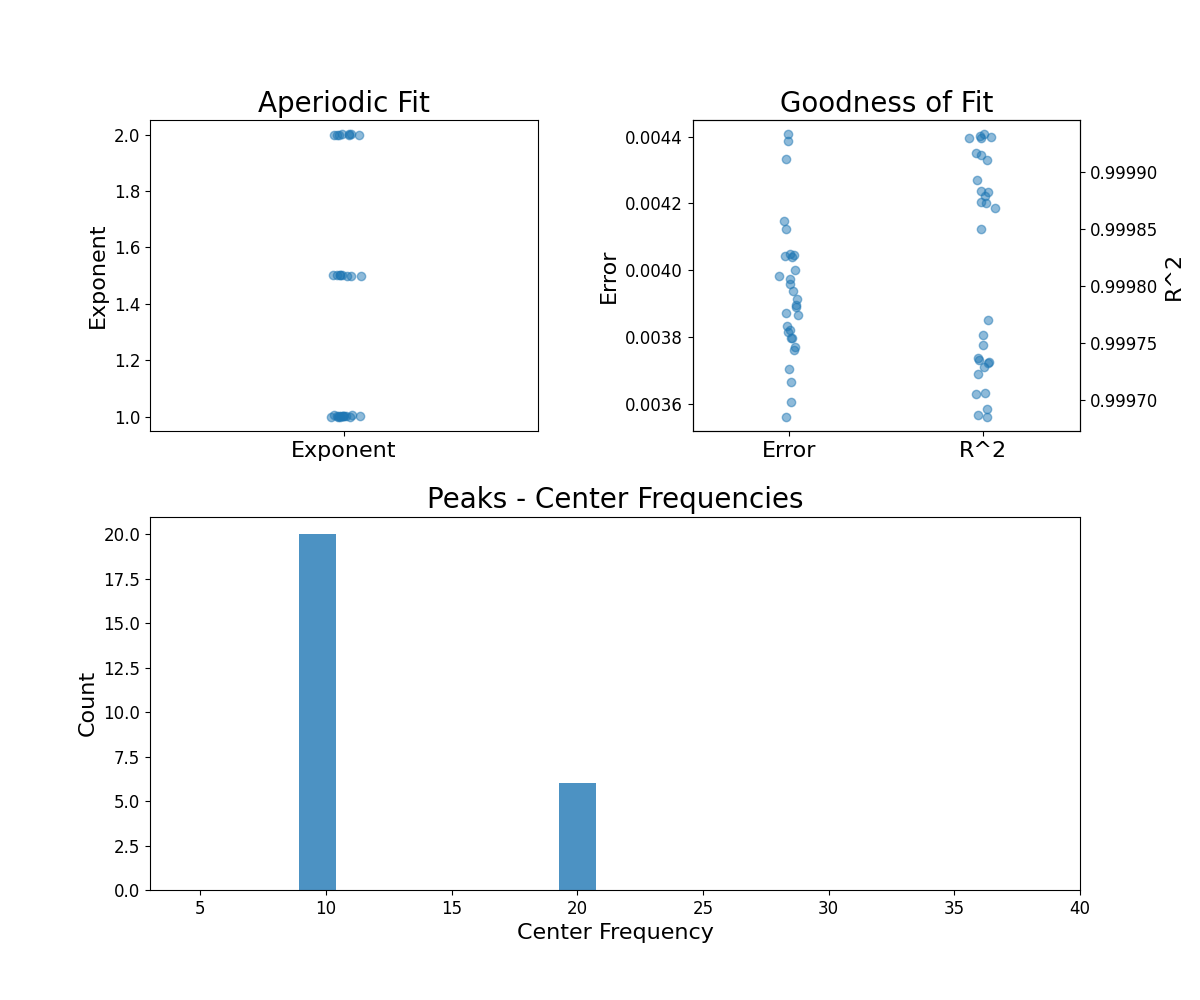 Aperiodic Fit
Exponent
2.0
1.8
1.6
1.4
1.2
1.0
Exponent
Goodness of Fit
Error
0.0044
0.0042
0.0040
0.0038
0.0036
Error
R^2
0.99990
0.99985
0.99980
0.99975
0.99970
R^2
Peaks - Center Frequencies
Count
20.0
17.5
15.0
12.5
10.0
7.5
5.0
2.5
0.0
5 10 15 20 25 30 35 40
Center Frequency